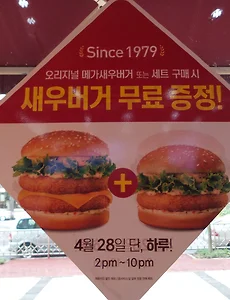 Since 1979
오리지널 메가새우버거 또는 세트 구매 시
새우버거 무료 증정!
+
4월 28일 단, 하루!
2pm~10pm